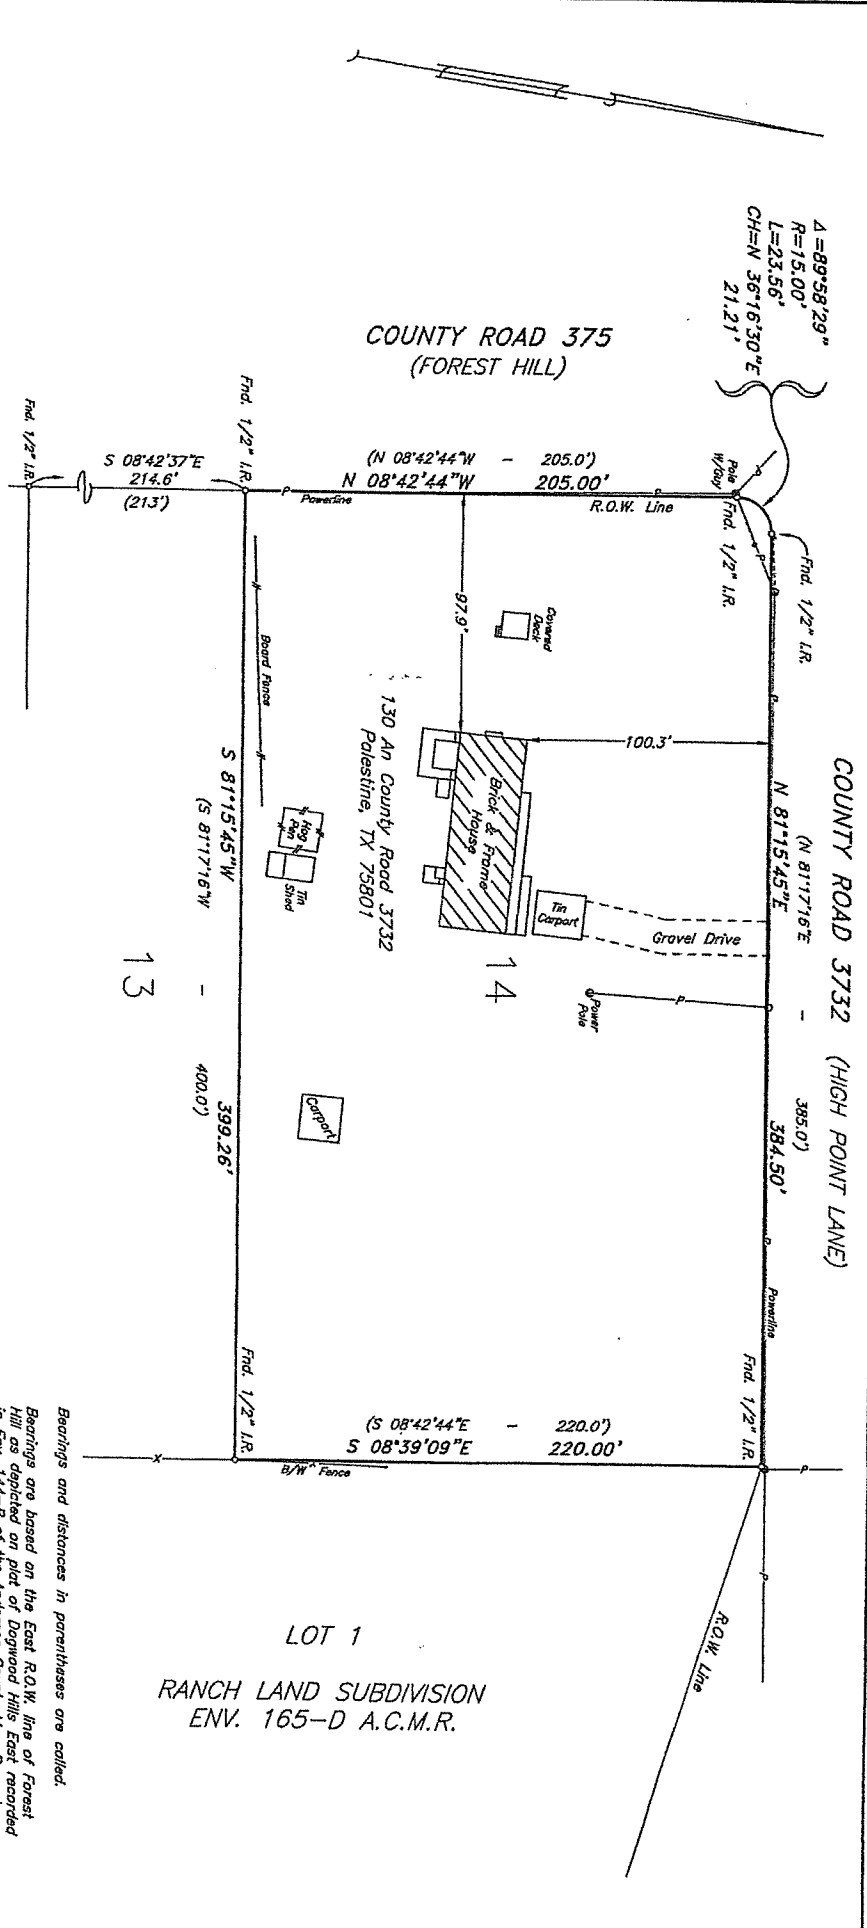 Δ =89°58'29"
R=15.00'
L=23.56'
CH=N 36°16'30"E
21.21'
COUNTY ROAD 375
(FOREST HILL)
COUNTY ROAD 3732 (HIGH POINT LANE)
Fnd. 1/2" I.R.
S 08°42'37"E
214.6'
(213')
Fnd. 1/2" I.R.
(N 08°42'44"W - 205.0')
N 08°42'44"W 205.00'
Powerline
R.O.W. Line
Pole
W/Guy
Fnd. 1/2" I.R.
Fnd. 1/2" I.R.
(N 81°17'16"E - 385.0')
N 81°15'45"E 384.50'
Powerline
97.9'
100.3'
Covered
Deck
Brick & Frame
House
Tin
Carport
Gravel Drive
Power
Pole
130 An County Road 3732
Palestine, TX 75801
14
Board Fence
Hog
Pen
Tin
Shed
Carport
S 81°15'45"W 399.26'
(S 81°17'16"W - 400.0')
13
Fnd. 1/2" I.R.
Fnd. 1/2" I.R.
(S 08°42'44"E - 220.0')
S 08°39'09"E 220.00'
B/W Fence
R.O.W. Line
LOT 1
RANCH LAND SUBDIVISION
ENV. 165-D A.C.M.R.
Bearings and distances in parentheses are called.
Bearings are based on the East R.O.W. line of Forest
Hill as depicted on plat of Dogwood Hills East recorded